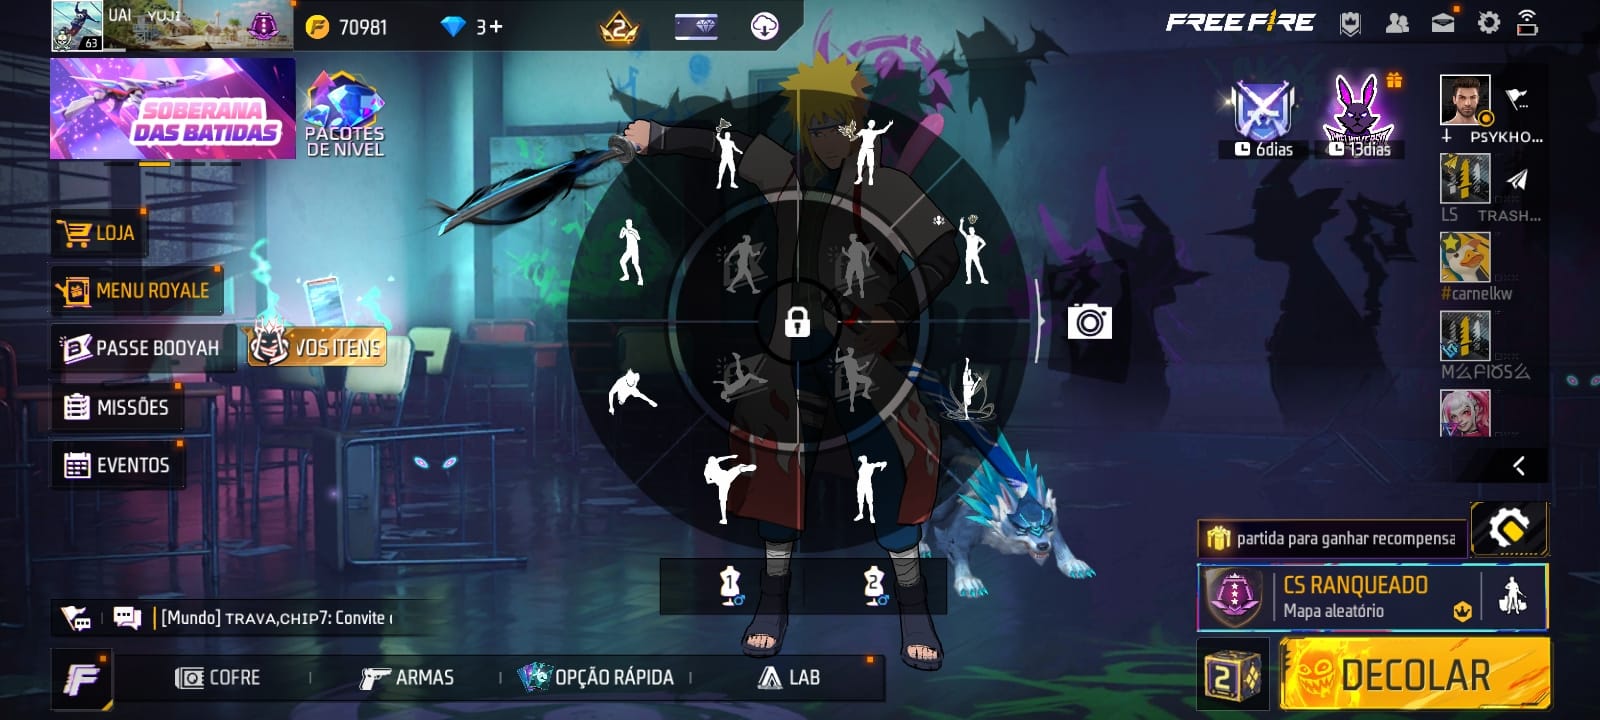 UAI YUJI
63
70981
3+
2
FREE FIRE
SOBERANA
DAS BATIDAS
PACOTES
DE NÍVEL
6dias
13dias
PSYKHO...
LS TRASH...
#carnelkw
LOJA
MENU ROYALE
PASSE BOOYAH
VOS ITENS
MISSÕES
EVENTOS
partida para ganhar recompensa
CS RANQUEADO
Mapa aleatório
1
2
[Mundo] TRAVA,CHIP7: Convite
COFRE
ARMAS
OPÇÃO RÁPIDA
LAB
2
DECOLAR